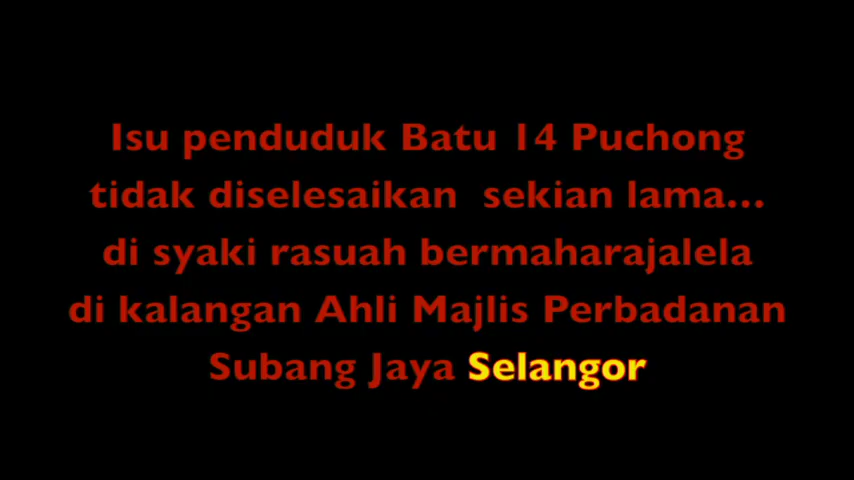 Isu penduduk Batu 14 Puchong
tidak diselesaikan sekian lama...
di syaki rasuah bermaharajalela
di kalangan Ahli Majlis Perbadanan
Subang Jaya Selangor